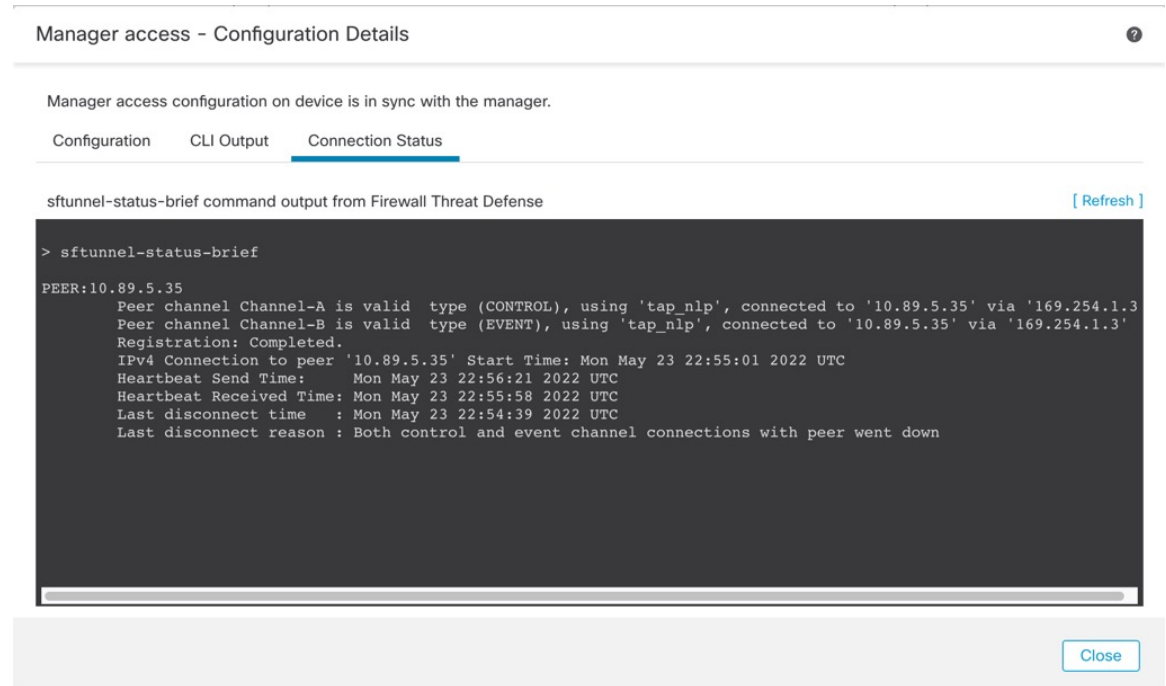 Manager access - Configuration Details
?
Manager access configuration on device is in sync with the manager.
Configuration CLI Output Connection Status
sftunnel-status-brief command output from Firewall Threat Defense [ Refresh ]
> sftunnel-status-brief
PEER:10.89.5.35
Peer channel Channel-A is valid  type (CONTROL), using 'tap_nlp', connected to '10.89.5.35' via '169.254.1.3
Peer channel Channel-B is valid  type (EVENT), using 'tap_nlp', connected to '10.89.5.35' via '169.254.1.3'
Registration: Completed.
IPv4 Connection to peer '10.89.5.35' Start Time: Mon May 23 22:55:01 2022 UTC
Heartbeat Send Time:     Mon May 23 22:56:21 2022 UTC
Heartbeat Received Time: Mon May 23 22:55:58 2022 UTC
Last disconnect time   : Mon May 23 22:54:39 2022 UTC
Last disconnect reason : Both control and event channel connections with peer went down
Close